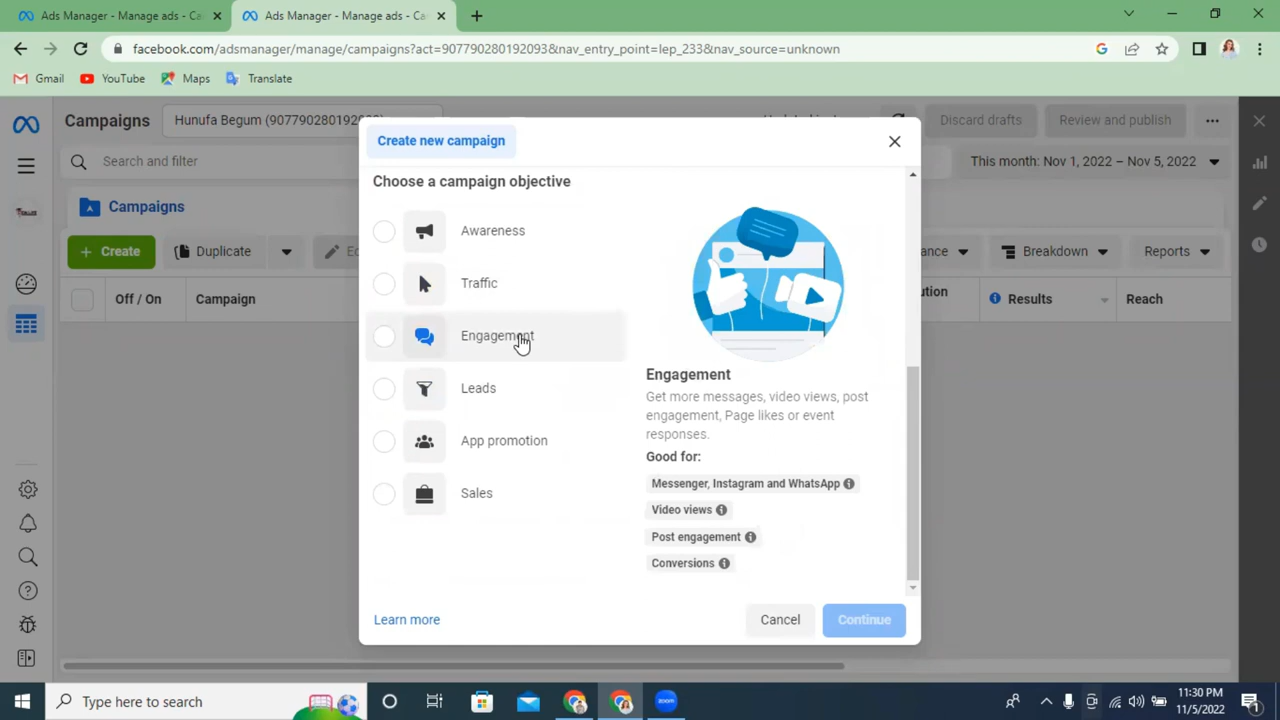 Ads Manager - Manage ads - Ca
Ads Manager - Manage ads - Ca
facebook.com/adsmanager/manage/campaigns?act=907790280192093&nav_entry_point=lep_233&nav_source=unknown
Gmail
YouTube
Maps
Translate
Campaigns
Hunufa Begum (907790280192
Discard drafts
Review and publish
Search and filter
This month: Nov 1, 2022 – Nov 5, 2022
Campaigns
Create
Duplicate
Breakdown
Reports
Off / On
Campaign
Results
Reach
Create new campaign
Choose a campaign objective
Awareness
Traffic
Engagement
Leads
App promotion
Sales
Engagement
Get more messages, video views, post
engagement, Page likes or event
responses.
Good for:
Messenger, Instagram and WhatsApp
Video views
Post engagement
Conversions
Learn more
Cancel
Continue
Type here to search
zoom
11:30 PM
11/5/2022
1